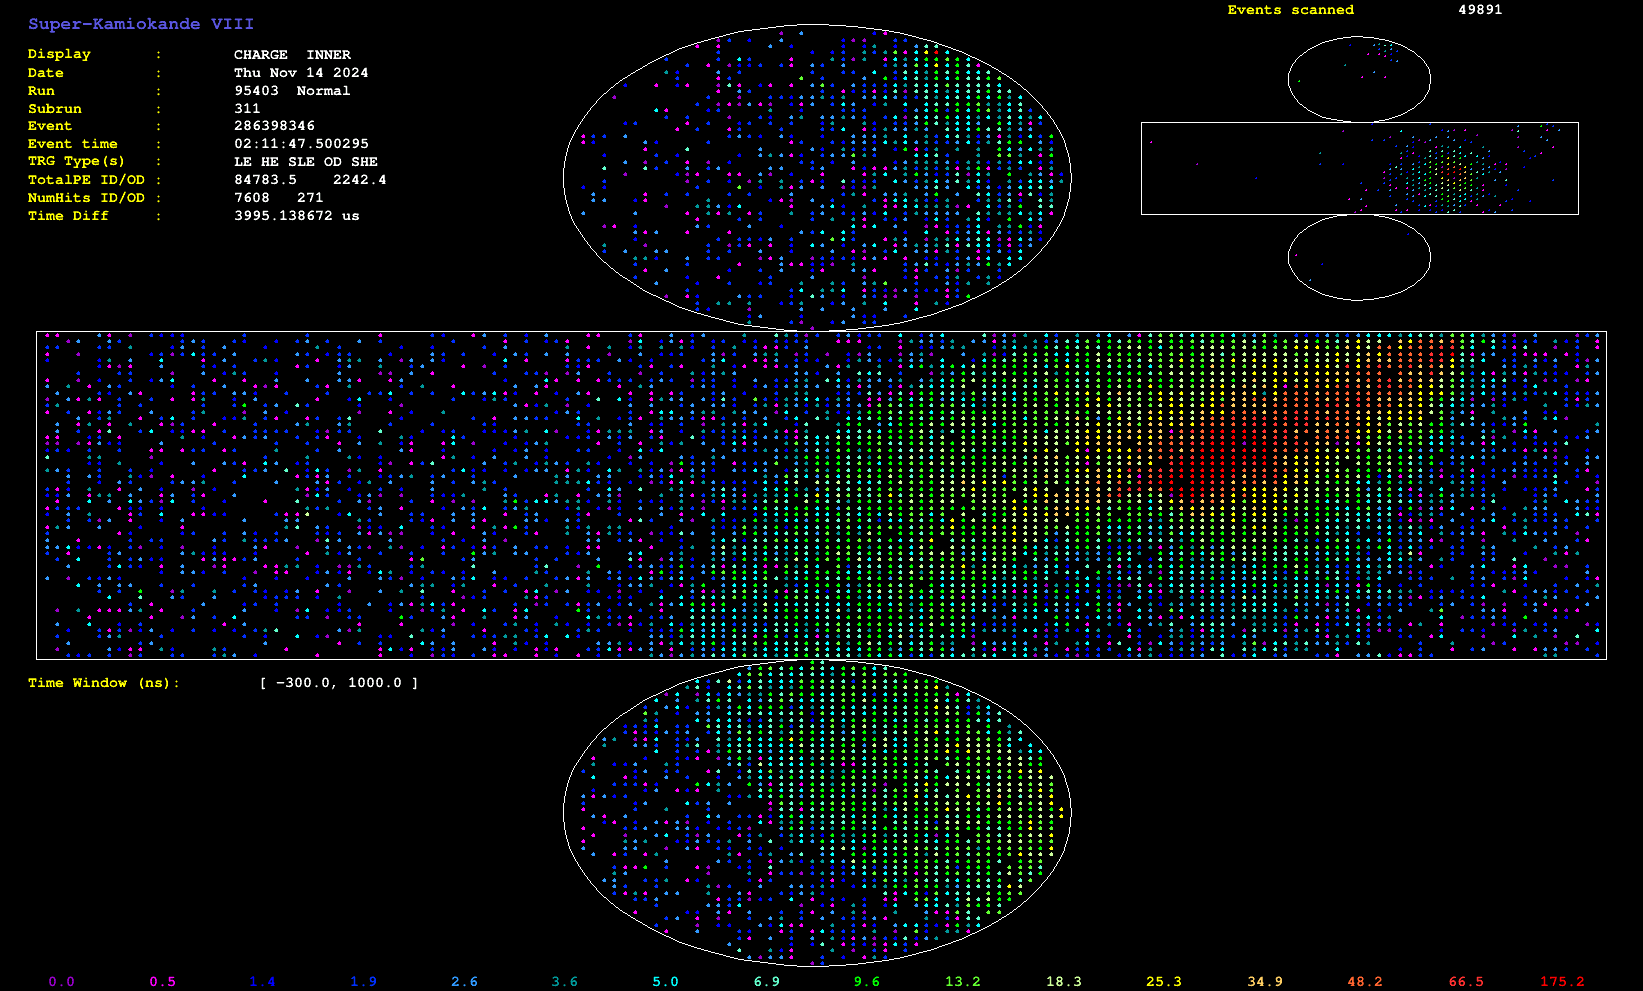 Super-Kamiokande VIII
Events scanned 49891
Display : CHARGE INNER
Date : Thu Nov 14 2024
Run : 95403 Normal
Subrun : 311
Event : 286398346
Event time : 02:11:47.500295
TRG Type(s) : LE HE SLE OD SHE
TotalPE ID/OD : 84783.5 2242.4
NumHits ID/OD : 7608 271
Time Diff : 3995.138672 us
Time Window (ns): [ -300.0, 1000.0 ]
0.0 0.5 1.4 1.9 2.6 3.6 5.0 6.9 9.6 13.2 18.3 25.3 34.9 48.2 66.5 175.2